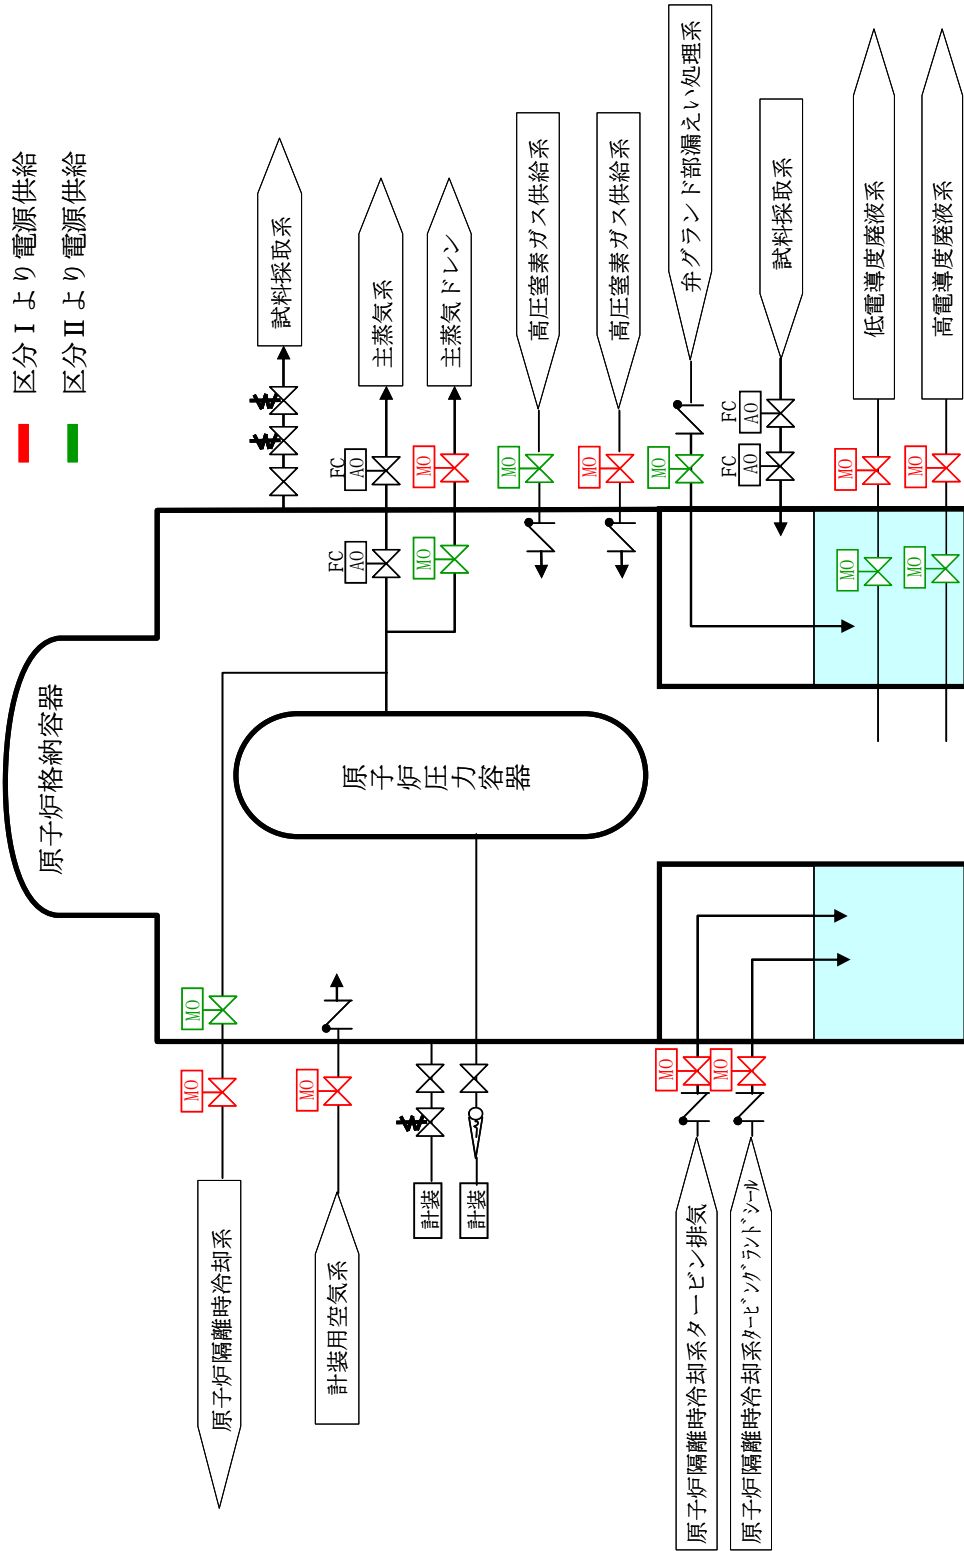 区分Ⅰより電源供給
区分Ⅱより電源供給
原子炉格納容器
原子炉圧力容器
原子炉隔離時冷却系
MO
MO
計装用空気系
MO
計装
計装
原子炉隔離時冷却系タービン排気
MO
原子炉隔離時冷却系タービングランドシール
MO
試料採取系
主蒸気系
FC
AO
FC
AO
主蒸気ドレン
MO
MO
高圧窒素ガス供給系
MO
高圧窒素ガス供給系
MO
弁グランド部漏えい処理系
MO
試料採取系
FC
AO
FC
AO
低電導度廃液系
MO
MO
高電導度廃液系
MO
MO